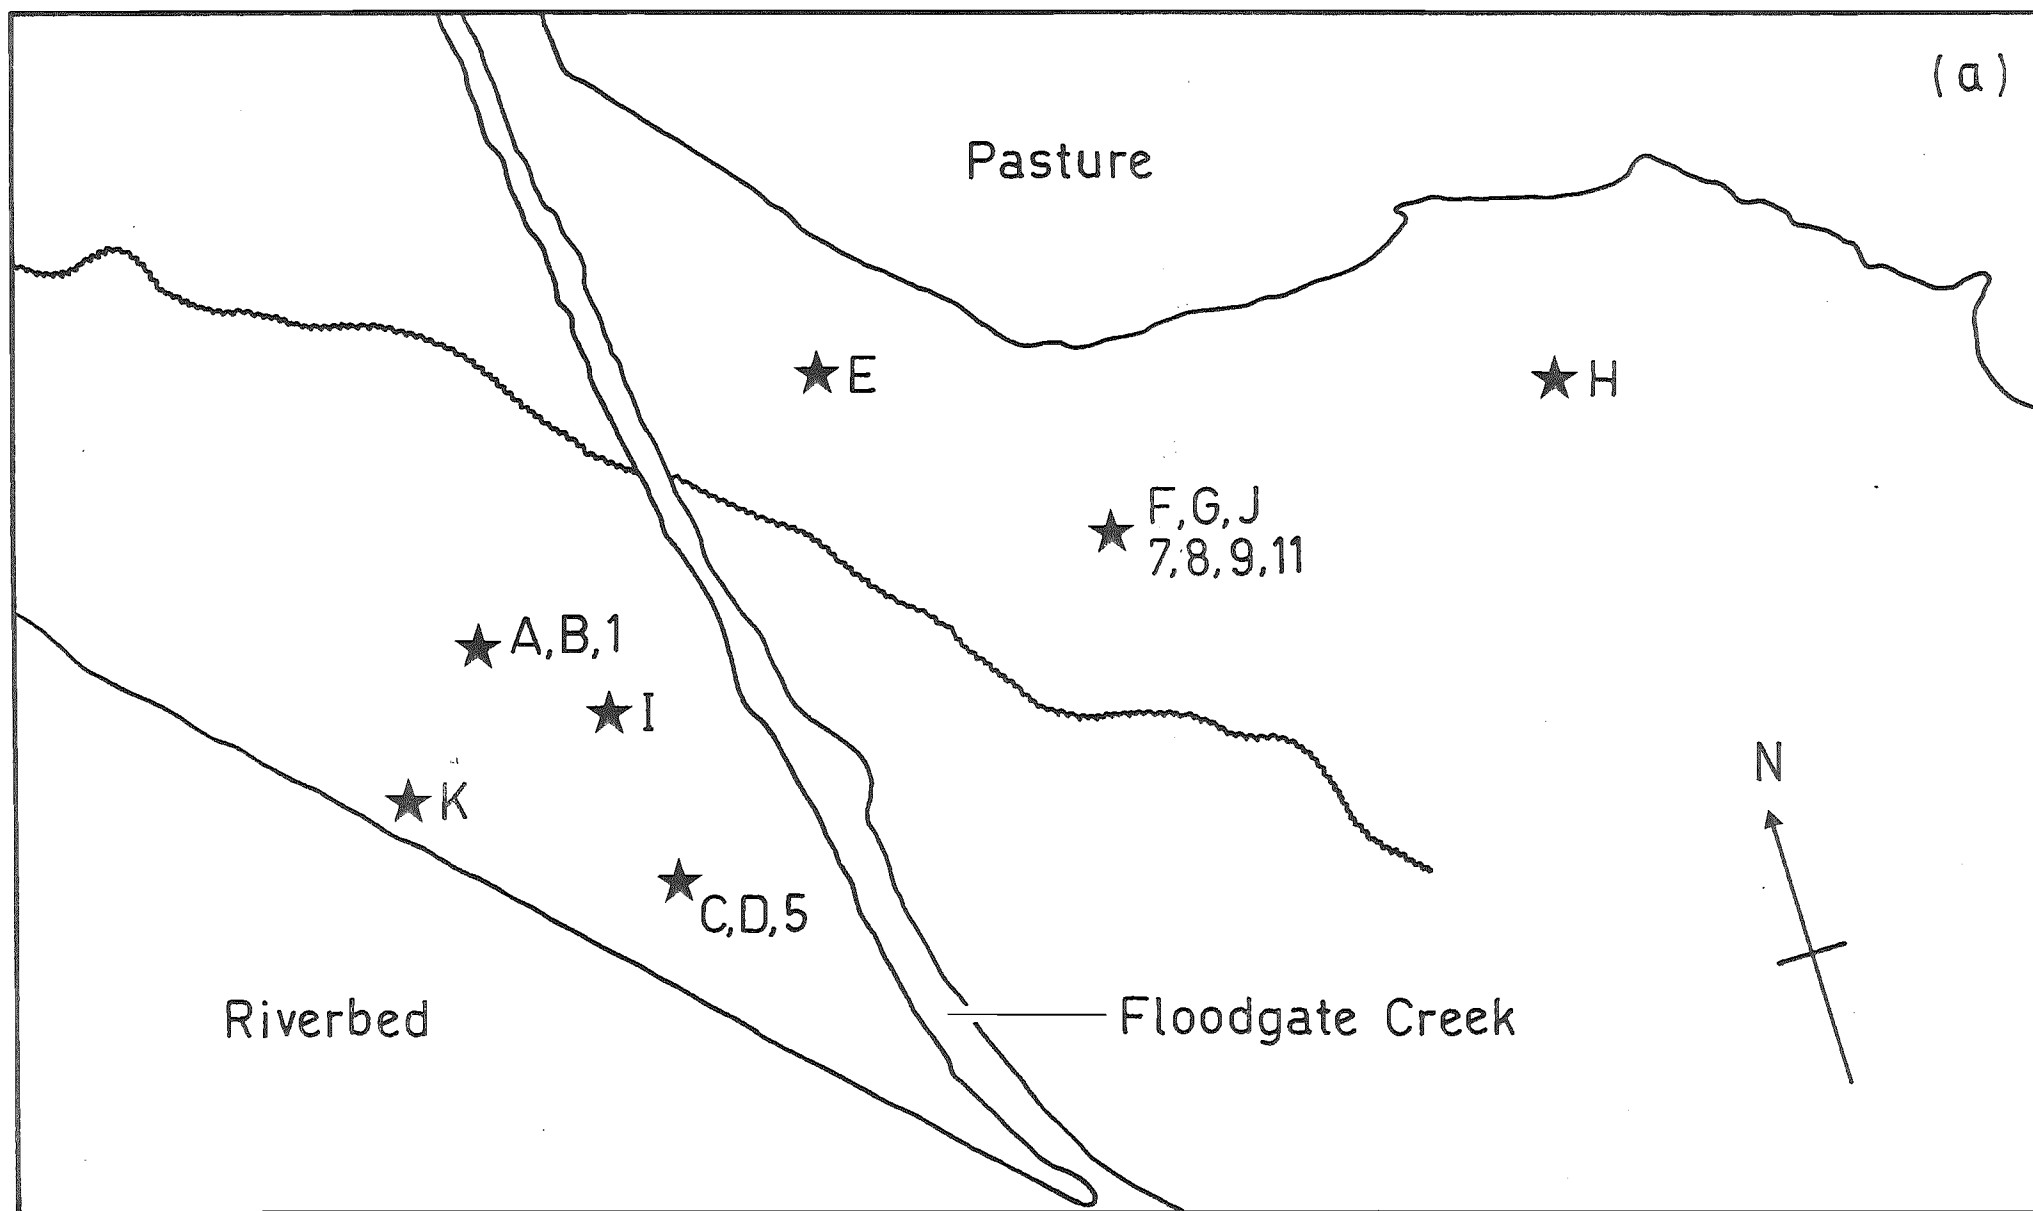 (a)
Pasture
E
H
F,G,J
7,8,9,11
A,B,1
I
N
K
C,D,5
Riverbed
Floodgate Creek